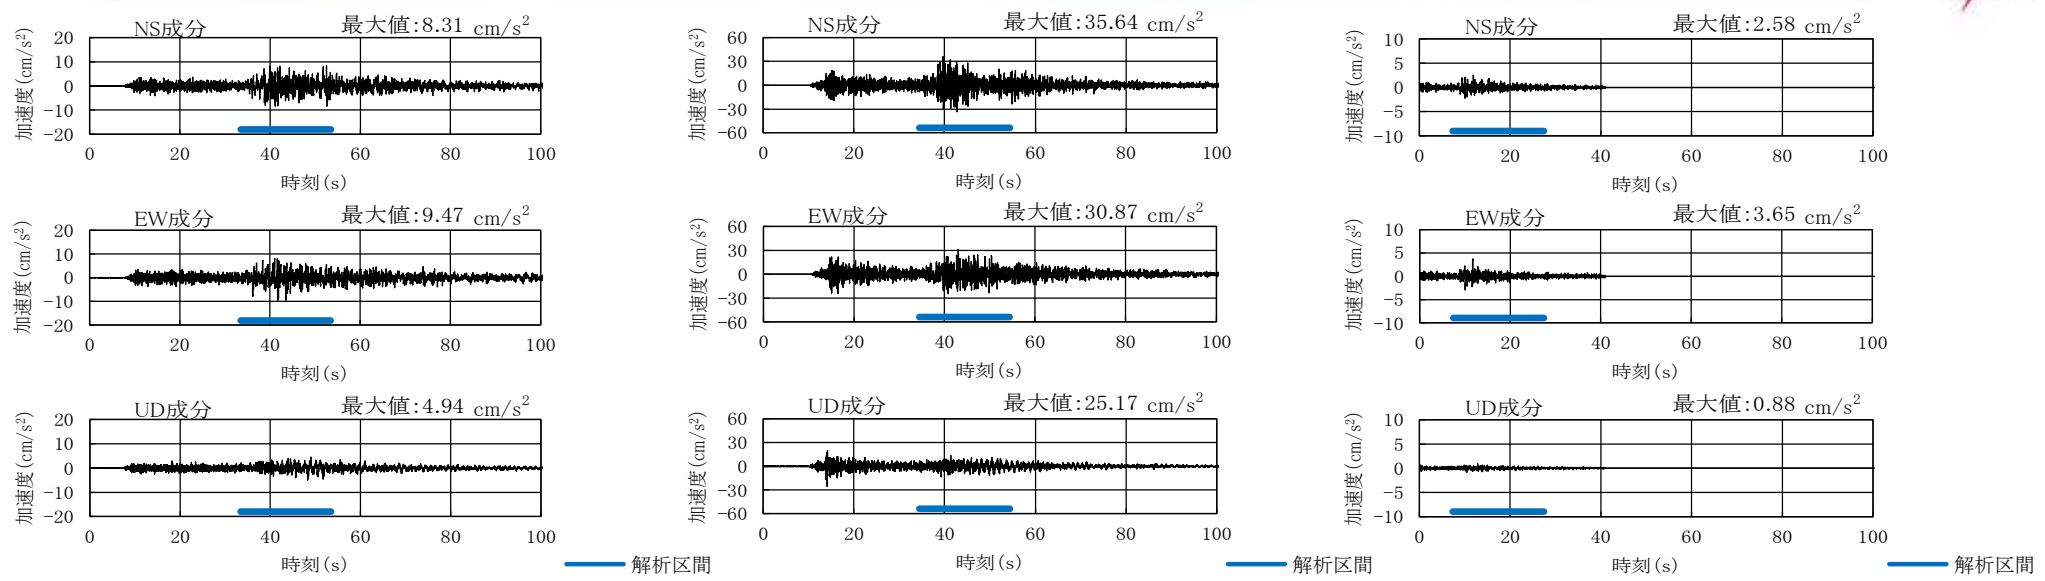 NS成分 最大値:8.31 cm/s²
加速度(cm/s²)
20
10
0
−10
−20
0 20 40 60 80 100
時刻(s)
EW成分 最大値:9.47 cm/s²
加速度(cm/s²)
20
10
0
−10
−20
0 20 40 60 80 100
時刻(s)
UD成分 最大値:4.94 cm/s²
加速度(cm/s²)
20
10
0
−10
−20
0 20 40 60 80 100
時刻(s)
解析区間
NS成分 最大値:35.64 cm/s²
加速度(cm/s²)
60
30
0
−30
−60
0 20 40 60 80 100
時刻(s)
EW成分 最大値:30.87 cm/s²
加速度(cm/s²)
60
30
0
−30
−60
0 20 40 60 80 100
時刻(s)
UD成分 最大値:25.17 cm/s²
加速度(cm/s²)
60
30
0
−30
−60
0 20 40 60 80 100
時刻(s)
解析区間
NS成分 最大値:2.58 cm/s²
加速度(cm/s²)
10
5
0
−5
−10
0 20 40 60 80 100
時刻(s)
EW成分 最大値:3.65 cm/s²
加速度(cm/s²)
10
5
0
−5
−10
0 20 40 60 80 100
時刻(s)
UD成分 最大値:0.88 cm/s²
加速度(cm/s²)
10
5
0
−5
−10
0 20 40 60 80 100
時刻(s)
解析区間